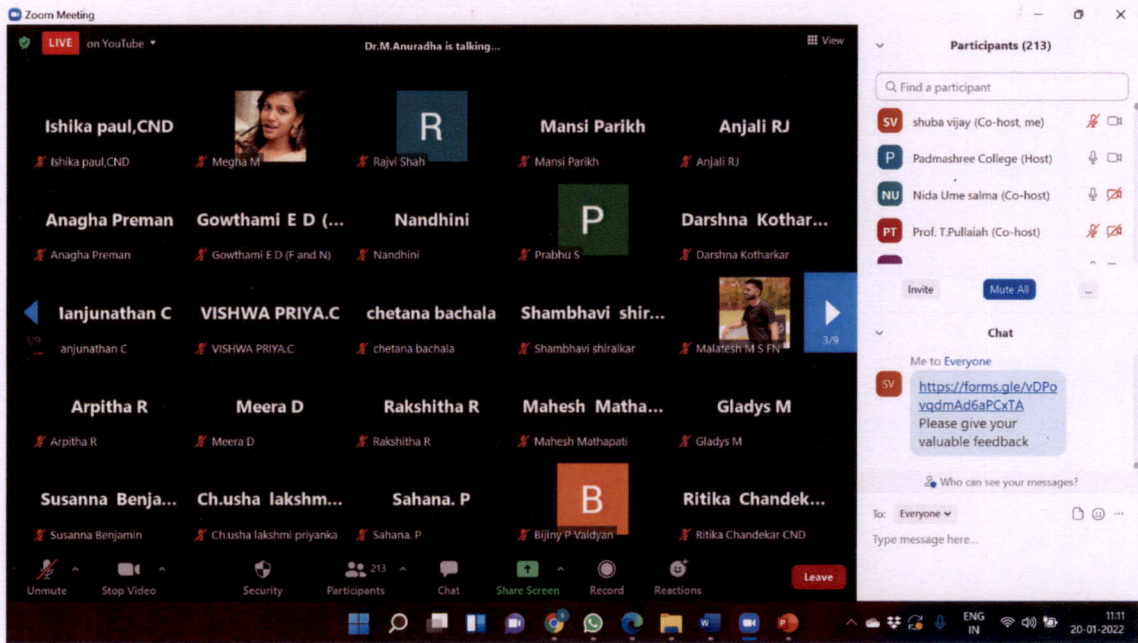 Zoom Meeting
LIVE on YouTube
Dr.M.Anuradha is talking...
View
Ishika paul,CND
Ishika paul,CND
Megha M
R
Rajvi Shah
Mansi Parikh
Mansi Parikh
Anjali RJ
Anjali RJ
Anagha Preman
Anagha Preman
Gowthami E D (...
Gowthami E D (F and N)
Nandhini
Nandhini
P
Prabhu S
Darshna Kothar...
Darshna Kotharkar
3/9
lanjunathan C
anjunathan C
VISHWA PRIYA.C
VISHWA PRIYA.C
chetana bachala
chetana bachala
Shambhavi shir...
Shambhavi shiralkar
Malatesh M S FN
3/9
Arpitha R
Arpitha R
Meera D
Meera D
Rakshitha R
Rakshitha R
Mahesh Matha...
Mahesh Mathapati
Gladys M
Gladys M
Susanna Benja...
Susanna Benjamin
Ch.usha lakshm...
Ch.usha lakshmi priyanka
Sahana. P
Sahana. P
B
Bijiny P Vaidyan
Ritika Chandek...
Ritika Chandekar CND
Unmute
Stop Video
Security
213
Participants
Chat
Share Screen
Record
Reactions
Leave
Participants (213)
Find a participant
SV shuba vijay (Co-host, me)
P Padmashree College (Host)
NU Nida Ume salma (Co-host)
PT Prof. T.Pullaiah (Co-host)
Invite
Mute All
...
Chat
Me to Everyone
SV
https://forms.gle/vDPo
vqdmAd6aPCxTA
Please give your
valuable feedback
Who can see your messages?
To: Everyone
Type message here...
ENG
IN
11:11
20-01-2022